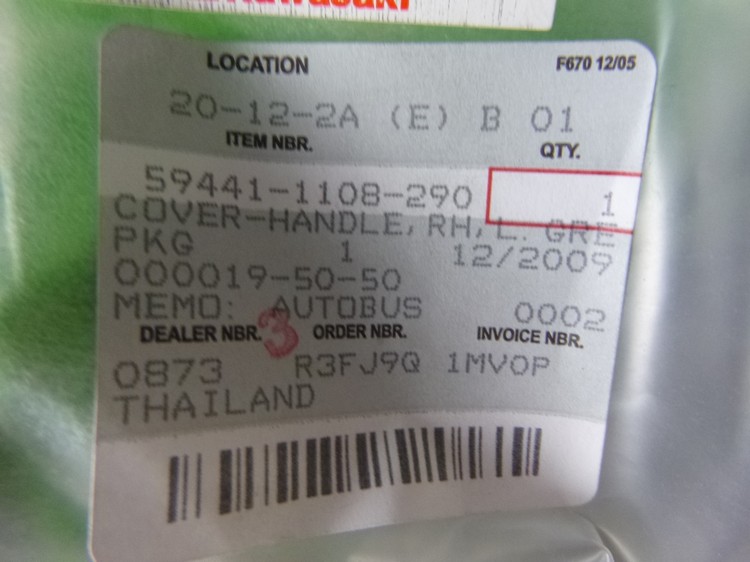 Kawasaki
LOCATION F670 12/05
20-12-2A (E) B 01
ITEM NBR. QTY.
59441-1108-290 1
COVER-HANDLE, RH, L. GRE
PKG 1 12/2009
000019-50-50
MEMO: AUTOBUS 0002
DEALER NBR. 3 ORDER NBR. INVOICE NBR.
0873 R3FJ9Q 1MVOP
THAILAND